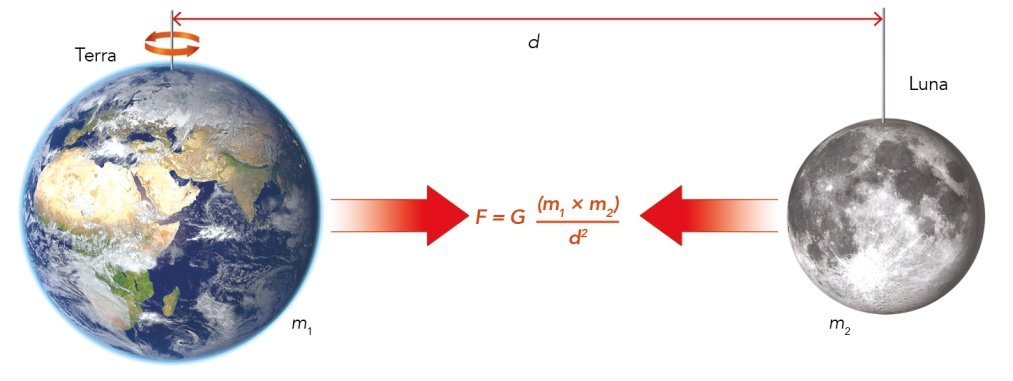 d
Terra
Luna
F = G (m₁ × m₂) / d²
m₁
m₂